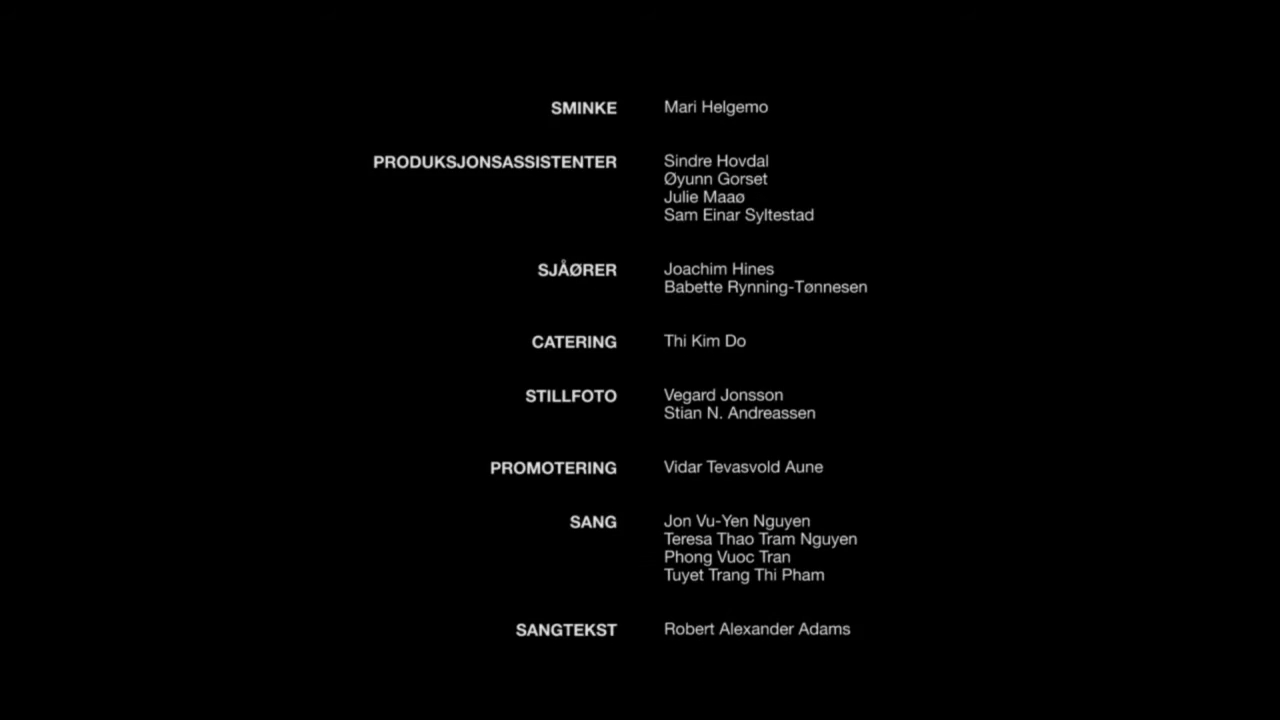 SMINKE Mari Helgemo
PRODUKSJONSASSISTENTER Sindre Hovdal
Øyunn Gorset
Julie Maaø
Sam Einar Syltestad
SJÅØRER Joachim Hines
Babette Rynning-Tønnesen
CATERING Thi Kim Do
STILLFOTO Vegard Jonsson
Stian N. Andreassen
PROMOTERING Vidar Tevasvold Aune
SANG Jon Vu-Yen Nguyen
Teresa Thao Tram Nguyen
Phong Vuoc Tran
Tuyet Trang Thi Pham
SANGTEKST Robert Alexander Adams